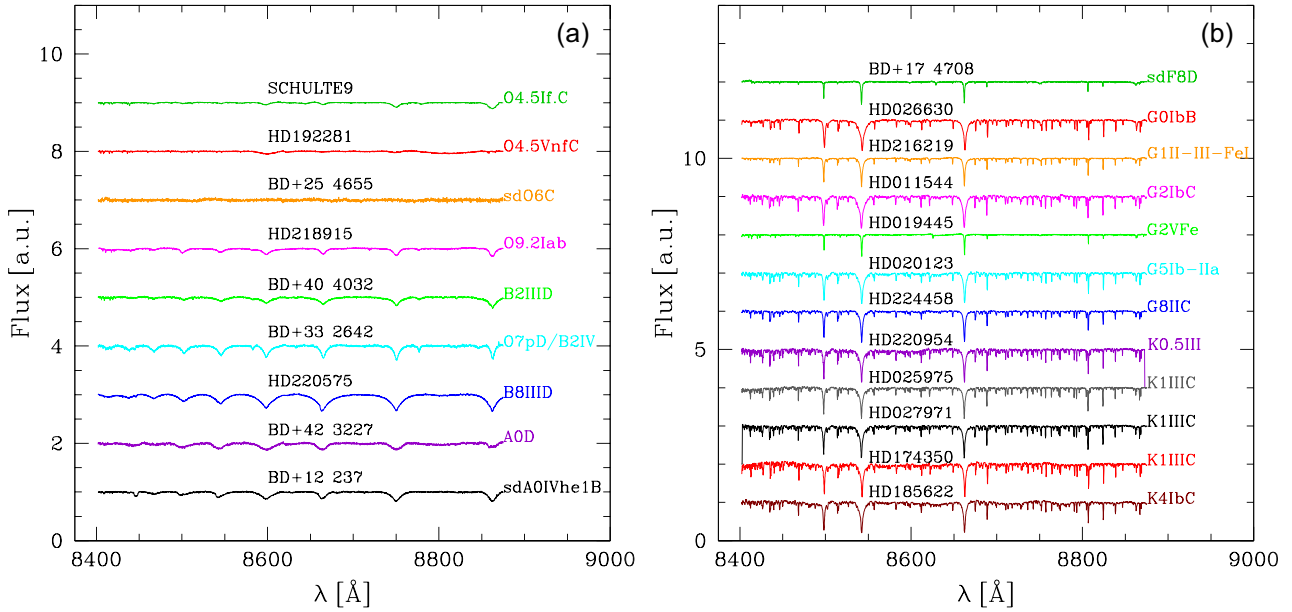 (a)
10
8
6
4
2
0
Flux [a.u.]
SCHULTE9
O4.5If.C
HD192281
O4.5VnfC
BD+25 4655
sdO6C
HD218915
O9.2Iab
BD+40 4032
B2IIID
BD+33 2642
O7pD/B2IV
HD220575
B8IIID
BD+42 3227
A0D
BD+12 237
sdA0IVhe1B
8400 8600 8800 9000
λ [Å]
(b)
10
5
0
Flux [a.u.]
BD+17 4708
sdF8D
HD026630
G0IbB
HD216219
G1II-III-FeI
HD011544
G2IbC
HD019445
G2VFe
HD020123
G5Ib-IIa
HD224458
G8IIC
HD220954
K0.5III
HD025975
K1IIIC
HD027971
K1IIIC
HD174350
K1IIIC
HD185622
K4IbC
8400 8600 8800 9000
λ [Å]